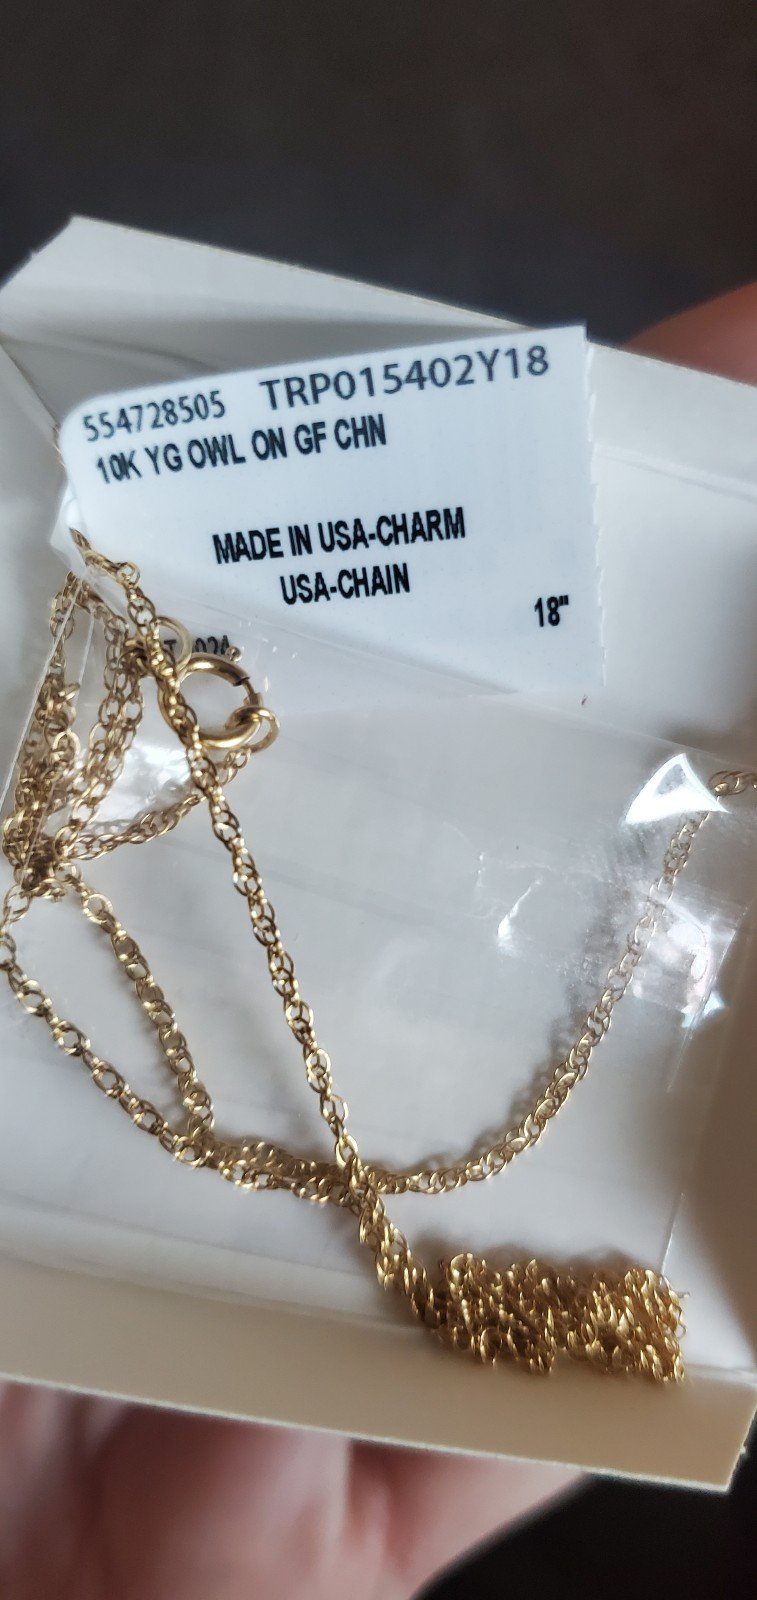 554728505 TRP015402Y18
10K YG OWL ON GF CHN
MADE IN USA-CHARM
USA-CHAIN
18"